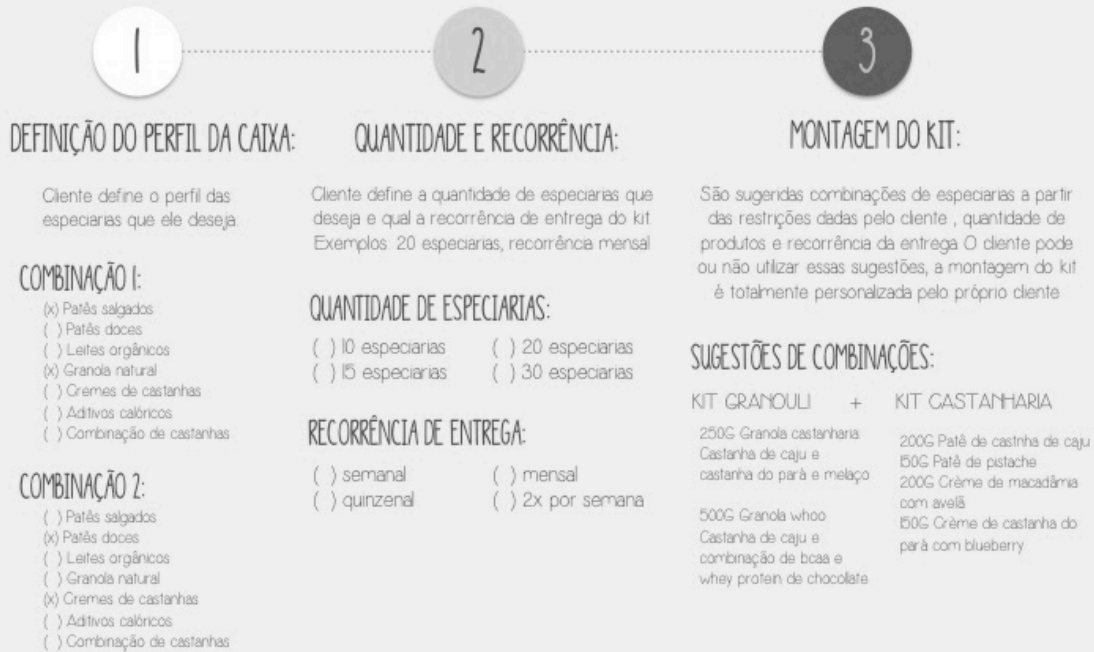 1
2
3
DEFINIÇÃO DO PERFIL DA CAIXA:
Cliente define o perfil das
especiarias que ele deseja:
COMBINAÇÃO 1:
(x) Patês salgados
( ) Patês doces
( ) Leites orgânicos
(x) Granola natural
( ) Cremes de castanhas
( ) Aditivos calóricos
( ) Combinação de castanhas
COMBINAÇÃO 2:
( ) Patês salgados
(x) Patês doces
( ) Leites orgânicos
( ) Granola natural
(x) Cremes de castanhas
( ) Aditivos calóricos
( ) Combinação de castanhas
QUANTIDADE E RECORRÊNCIA:
Cliente define a quantidade de especiarias que
deseja e qual a recorrência de entrega do kit.
Exemplos: 20 especiarias, recorrência mensal
QUANTIDADE DE ESPECIARIAS:
( ) 10 especiarias ( ) 20 especiarias
( ) 15 especiarias ( ) 30 especiarias
RECORRÊNCIA DE ENTREGA:
( ) semanal ( ) mensal
( ) quinzenal ( ) 2x por semana
MONTAGEM DO KIT:
São sugeridas combinações de especiarias a partir
das restrições dadas pelo cliente , quantidade de
produtos e recorrência da entrega. O cliente pode
ou não utilizar essas sugestões, a montagem do kit
é totalmente personalizada pelo próprio cliente
SUGESTÕES DE COMBINAÇÕES:
KIT GRANOULI + KIT CASTANHARIA
250G Granola castanharia:
Castanha de caju e
castanha do parà e melaço
500G Granola whoo
Castanha de caju e
combinação de bcaa e
whey protein de chocollate
200G Patê de castnha de caju
150G Patê de pistache
200G Crème de macadâmia
com avelã
150G Crème de castanha do
parà com blueberry